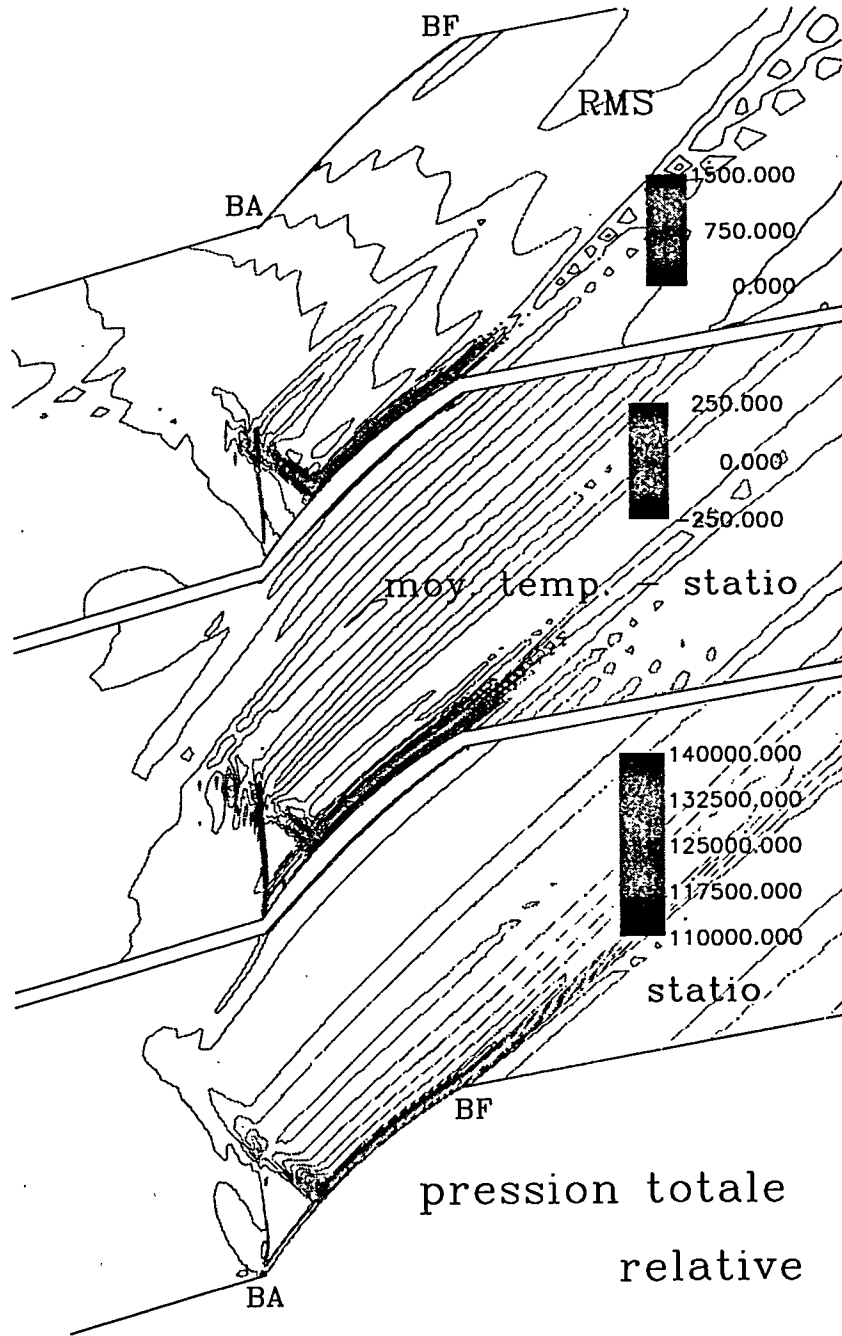 BF
RMS
BA
1500.000
750.000
0.000
250.000
0.000
-250.000
moy. temp. - statio
140000.000
132500.000
125000.000
117500.000
110000.000
statio
BF
pression totale
relative
BA